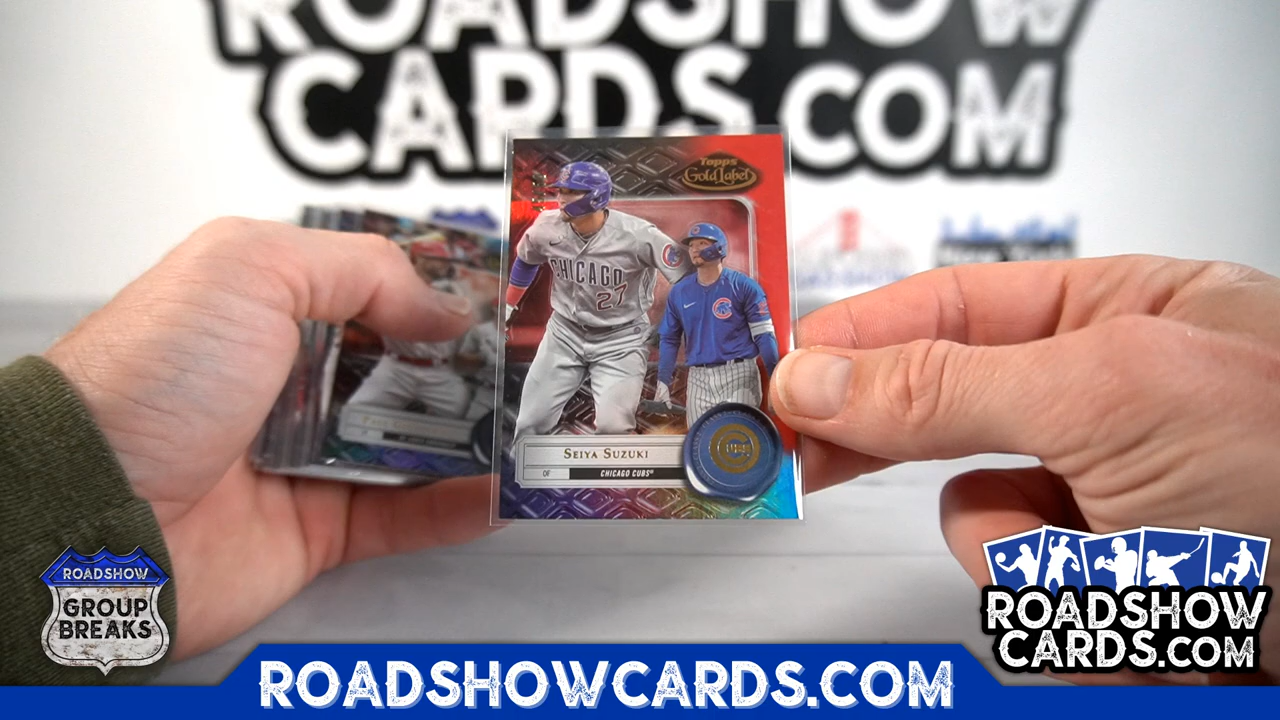 ROADSHOW
CARDS.COM
Topps
Gold Label
CHICAGO
27
SEIYA SUZUKI
OF CHICAGO CUBS®
ROADSHOW
GROUP
BREAKS
ROADSHOW
CARDS.COM
ROADSHOWCARDS.COM